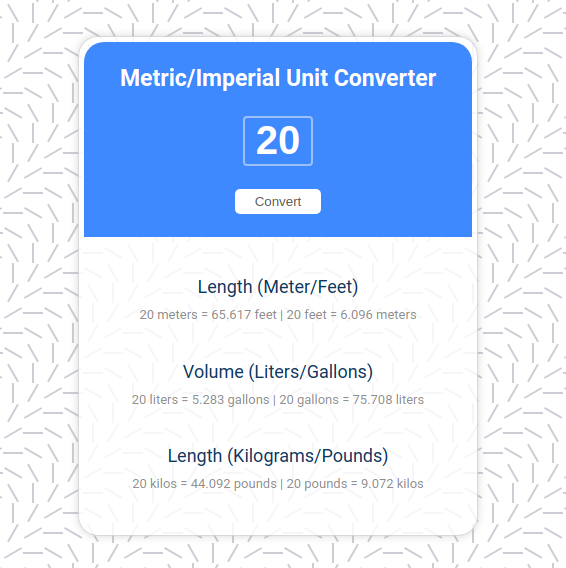 Metric/Imperial Unit Converter
20
Convert
Length (Meter/Feet)
20 meters = 65.617 feet | 20 feet = 6.096 meters
Volume (Liters/Gallons)
20 liters = 5.283 gallons | 20 gallons = 75.708 liters
Length (Kilograms/Pounds)
20 kilos = 44.092 pounds | 20 pounds = 9.072 kilos